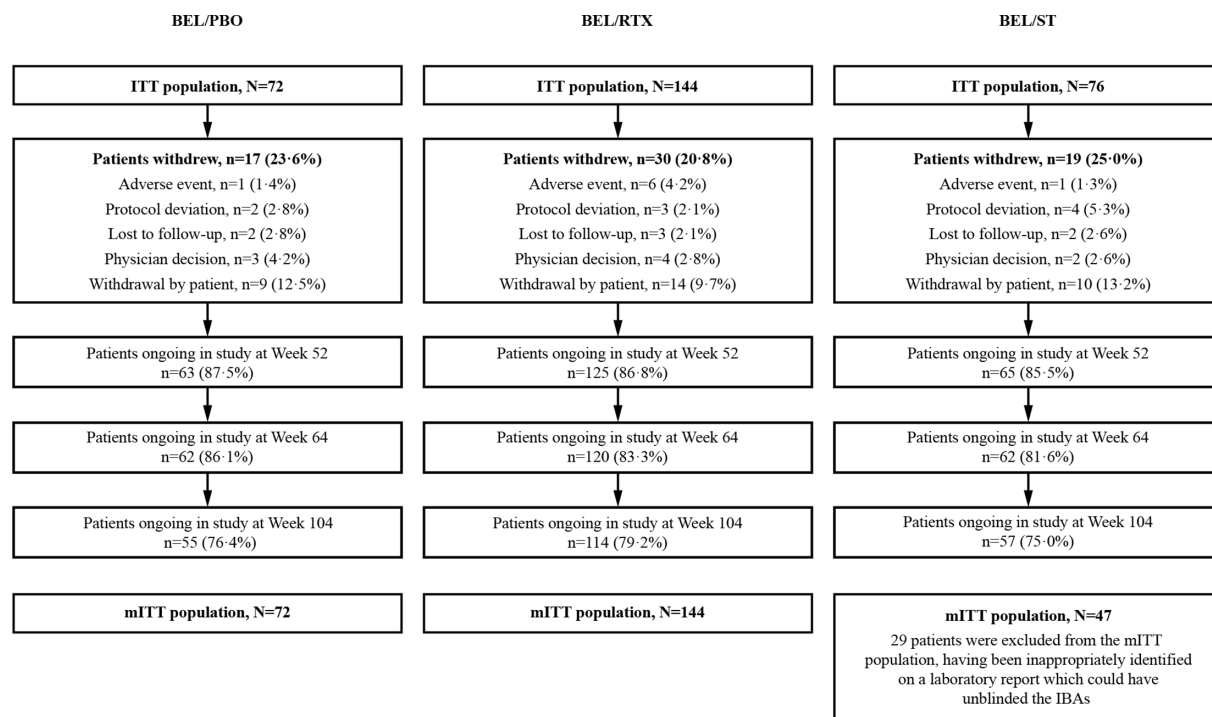 BEL/PBO
ITT population, N=72
Patients withdrew, n=17 (23·6%)
Adverse event, n=1 (1·4%)
Protocol deviation, n=2 (2·8%)
Lost to follow-up, n=2 (2·8%)
Physician decision, n=3 (4·2%)
Withdrawal by patient, n=9 (12·5%)
Patients ongoing in study at Week 52
n=63 (87·5%)
Patients ongoing in study at Week 64
n=62 (86·1%)
Patients ongoing in study at Week 104
n=55 (76·4%)
mITT population, N=72
BEL/RTX
ITT population, N=144
Patients withdrew, n=30 (20·8%)
Adverse event, n=6 (4·2%)
Protocol deviation, n=3 (2·1%)
Lost to follow-up, n=3 (2·1%)
Physician decision, n=4 (2·8%)
Withdrawal by patient, n=14 (9·7%)
Patients ongoing in study at Week 52
n=125 (86·8%)
Patients ongoing in study at Week 64
n=120 (83·3%)
Patients ongoing in study at Week 104
n=114 (79·2%)
mITT population, N=144
BEL/ST
ITT population, N=76
Patients withdrew, n=19 (25·0%)
Adverse event, n=1 (1·3%)
Protocol deviation, n=4 (5·3%)
Lost to follow-up, n=2 (2·6%)
Physician decision, n=2 (2·6%)
Withdrawal by patient, n=10 (13·2%)
Patients ongoing in study at Week 52
n=65 (85·5%)
Patients ongoing in study at Week 64
n=62 (81·6%)
Patients ongoing in study at Week 104
n=57 (75·0%)
mITT population, N=47
29 patients were excluded from the mITT
population, having been inappropriately identified
on a laboratory report which could have
unblinded the IBAs